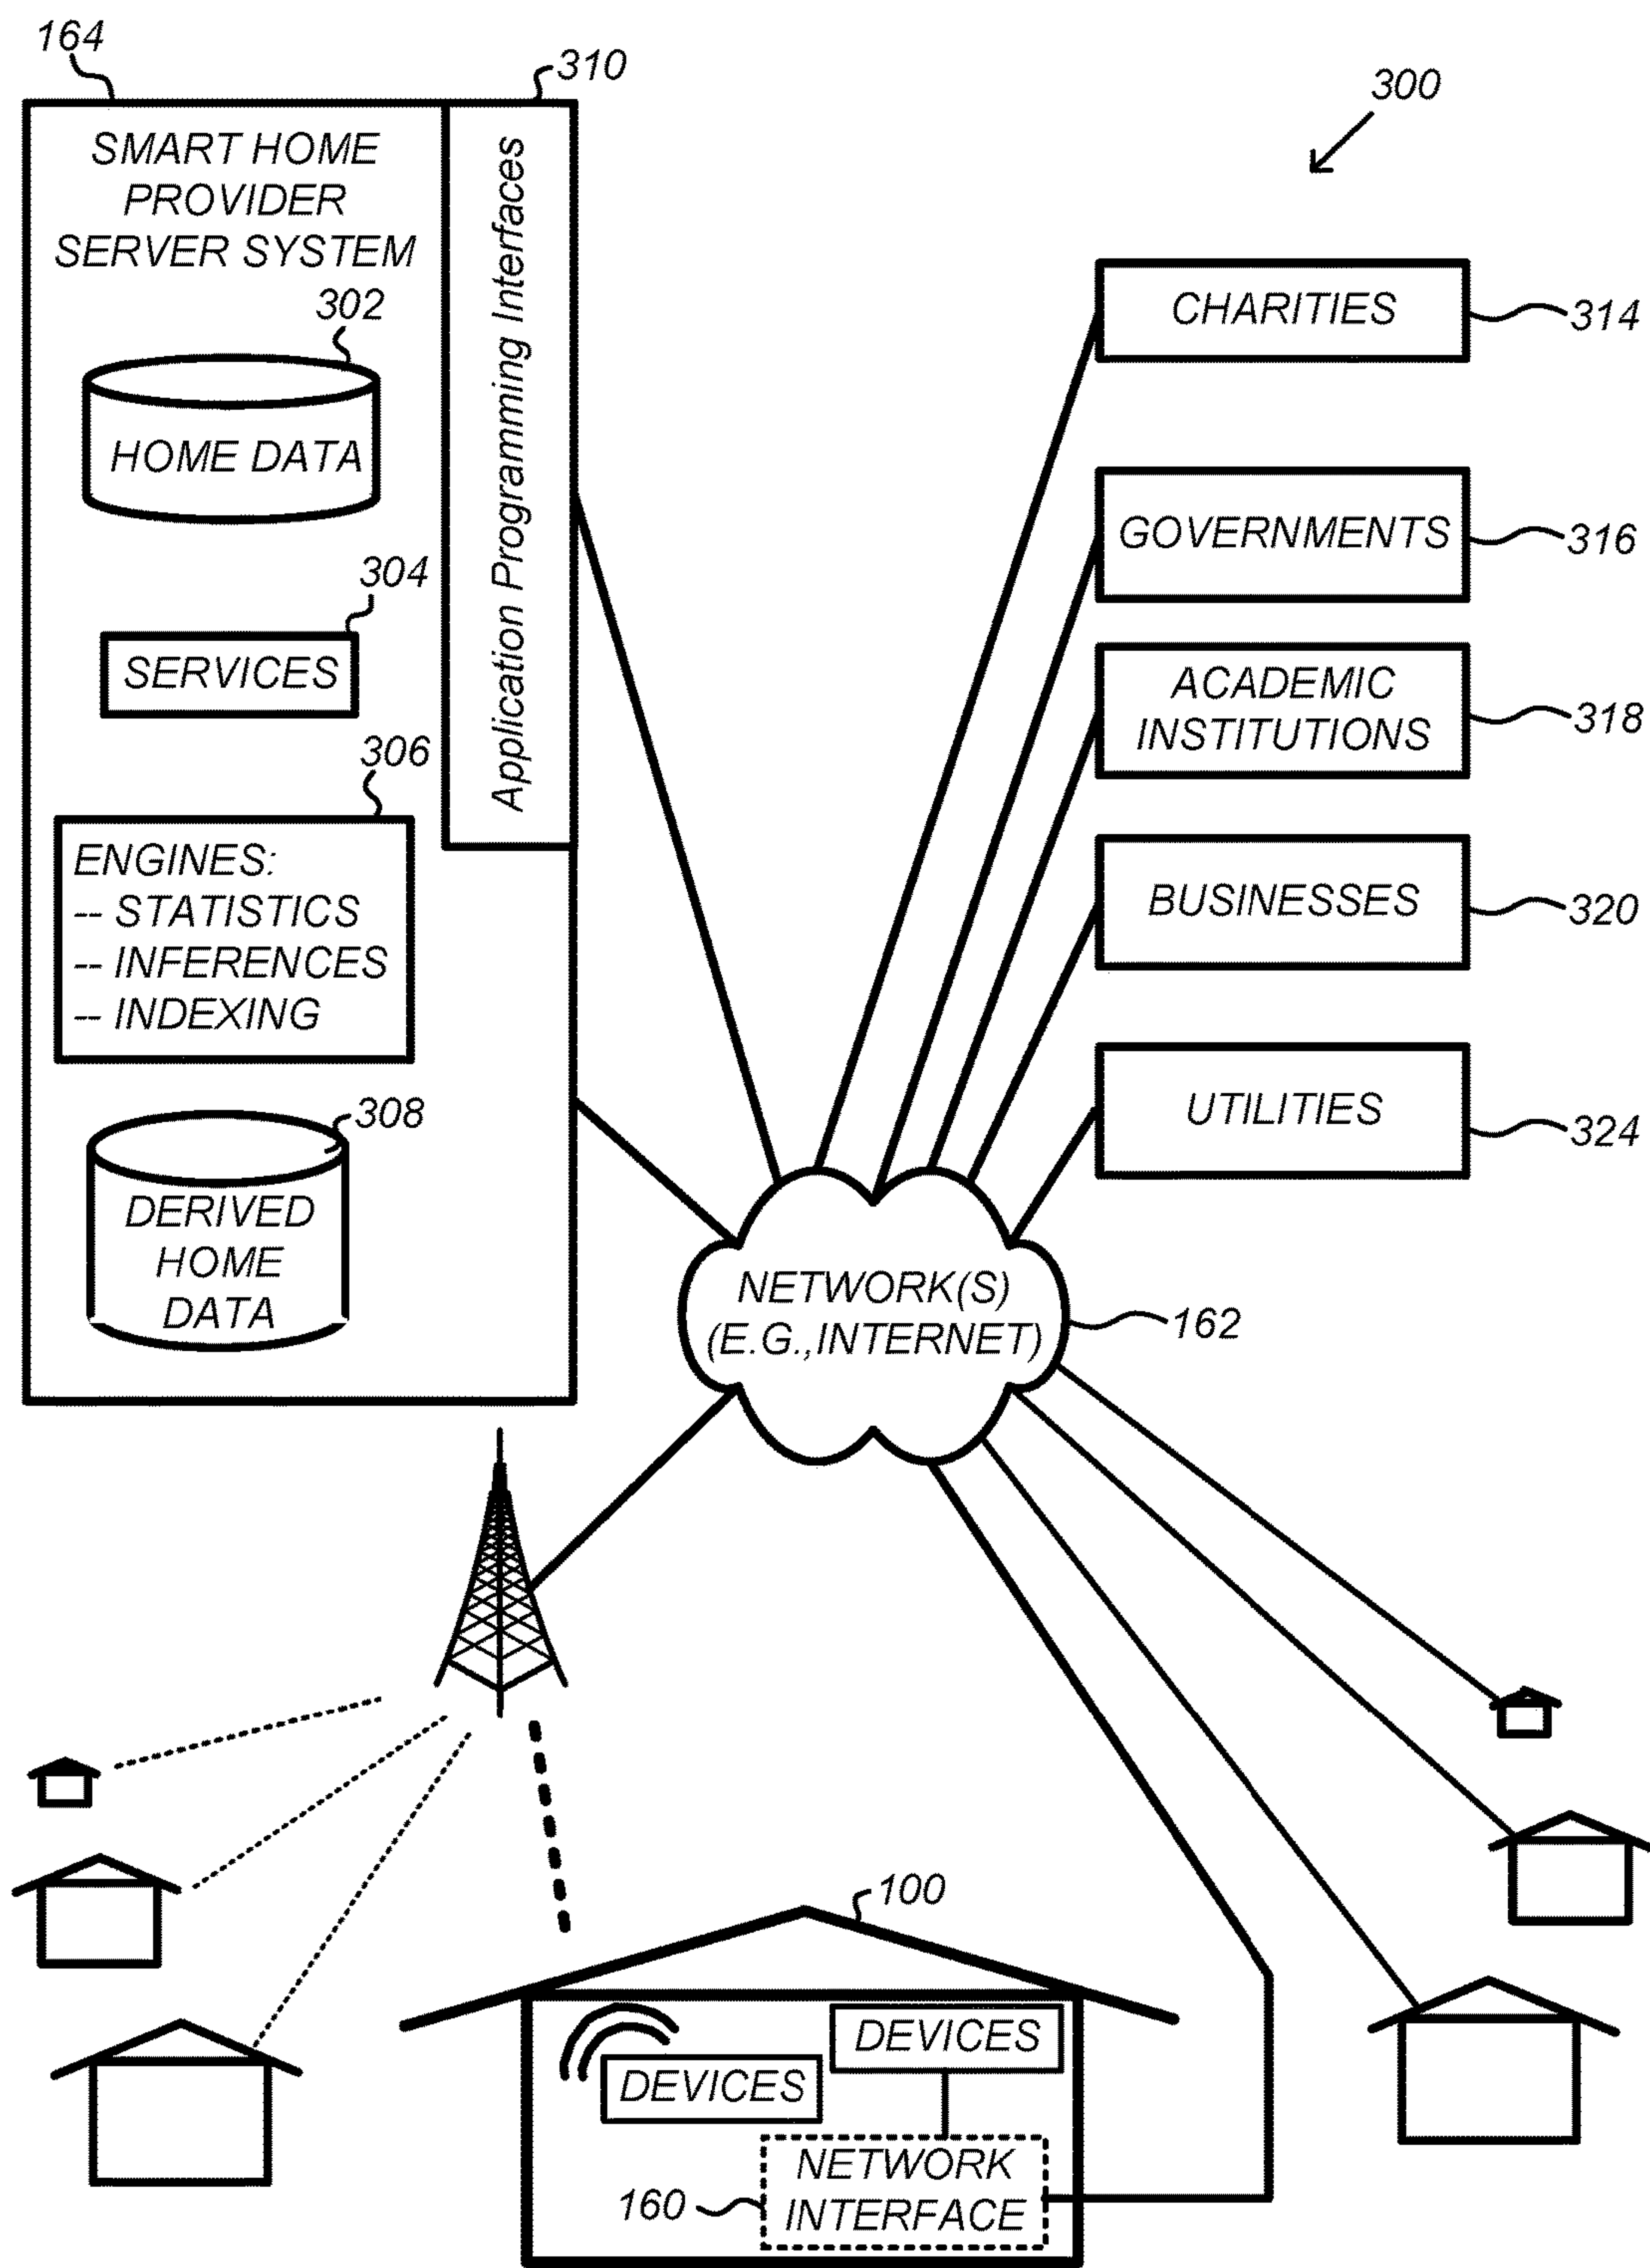 164
310
300
SMART HOME
PROVIDER
SERVER SYSTEM
Application Programming Interfaces
302
HOME DATA
304
SERVICES
306
ENGINES:
-- STATISTICS
-- INFERENCES
-- INDEXING
308
DERIVED
HOME
DATA
CHARITIES
314
GOVERNMENTS
316
ACADEMIC
INSTITUTIONS
318
BUSINESSES
320
UTILITIES
324
NETWORK(S)
(E.G.,INTERNET)
162
100
DEVICES
DEVICES
NETWORK
INTERFACE
160